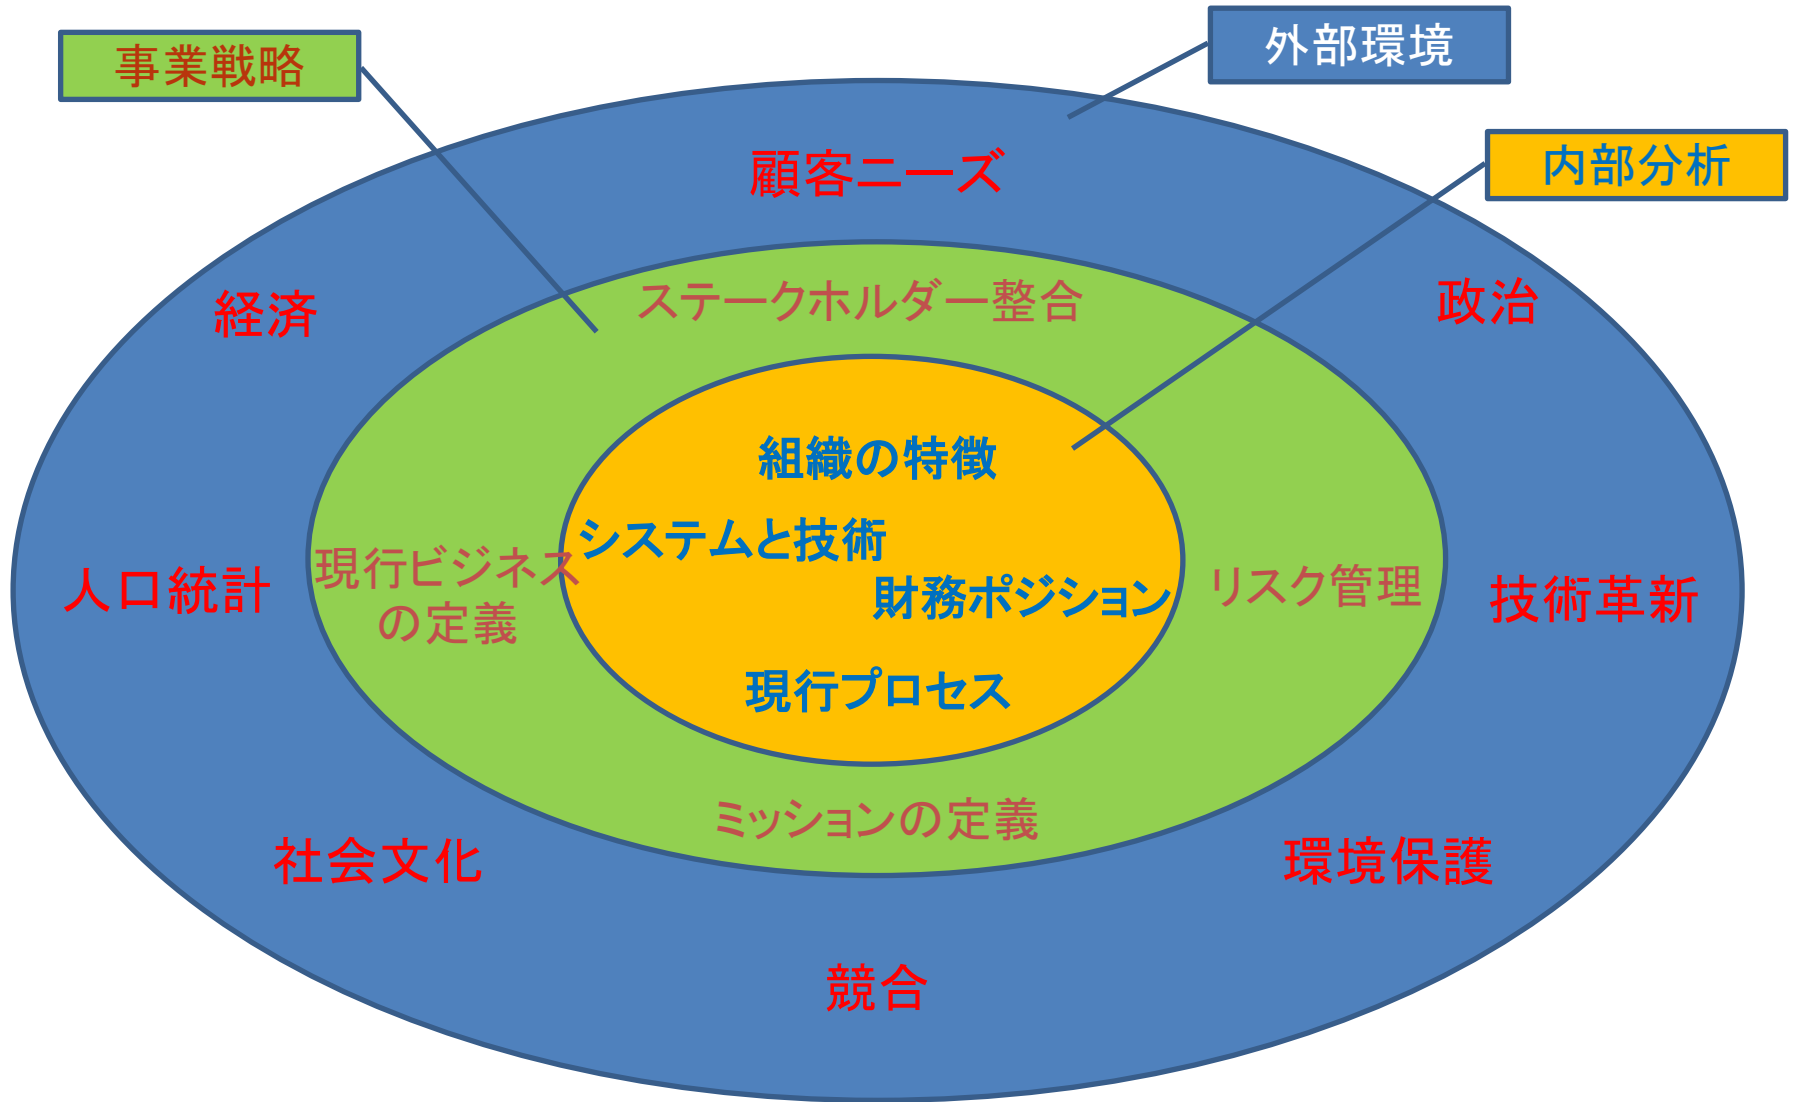 外部環境
事業戦略
内部分析
顧客ニーズ
経済
ステークホルダー整合
政治
組織の特徴
システムと技術
現行ビジネス
の定義
財務ポジション
リスク管理
人口統計
技術革新
現行プロセス
ミッションの定義
社会文化
環境保護
競合